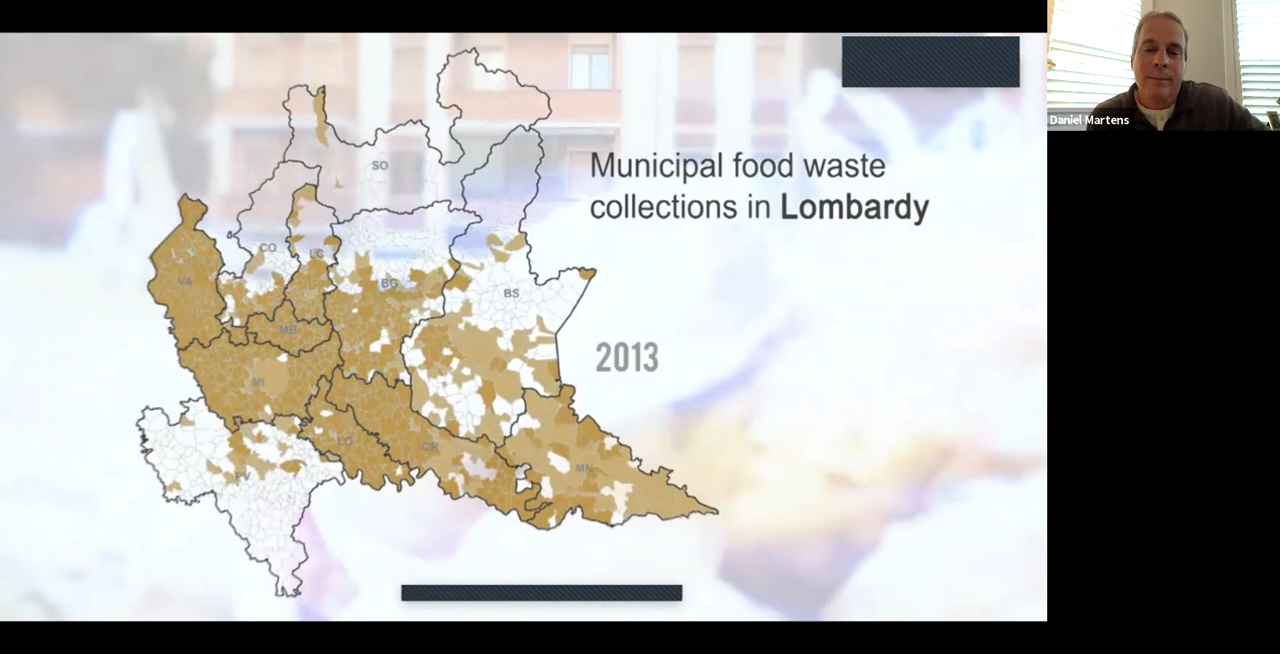 Daniel Martens
Municipal food waste
collections in Lombardy
SO
CO
LC
VA
BG
BS
MB
2013
MI
LO
CR
MN
PV